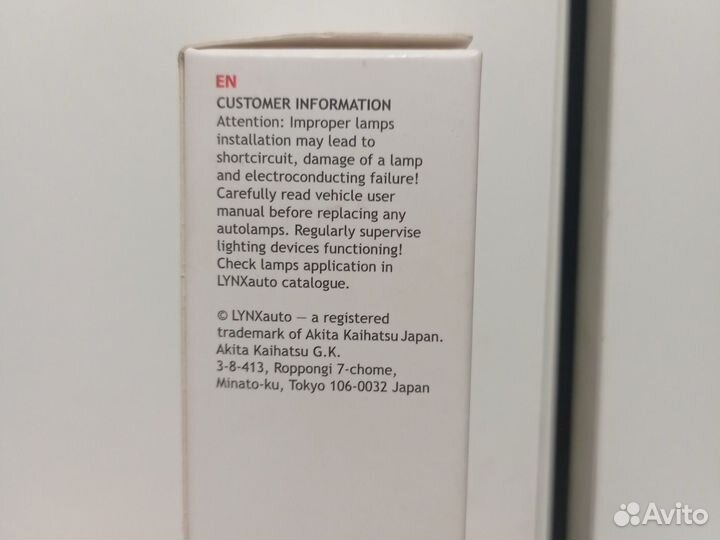 EN
CUSTOMER INFORMATION
Attention: Improper lamps
installation may lead to
shortcircuit, damage of a lamp
and electroconducting failure!
Carefully read vehicle user
manual before replacing any
autolamps. Regularly supervise
lighting devices functioning!
Check lamps application in
LYNXauto catalogue.
© LYNXauto — a registered
trademark of Akita Kaihatsu Japan.
Akita Kaihatsu G.K.
3-8-413, Roppongi 7-chome,
Minato-ku, Tokyo 106-0032 Japan
Avito